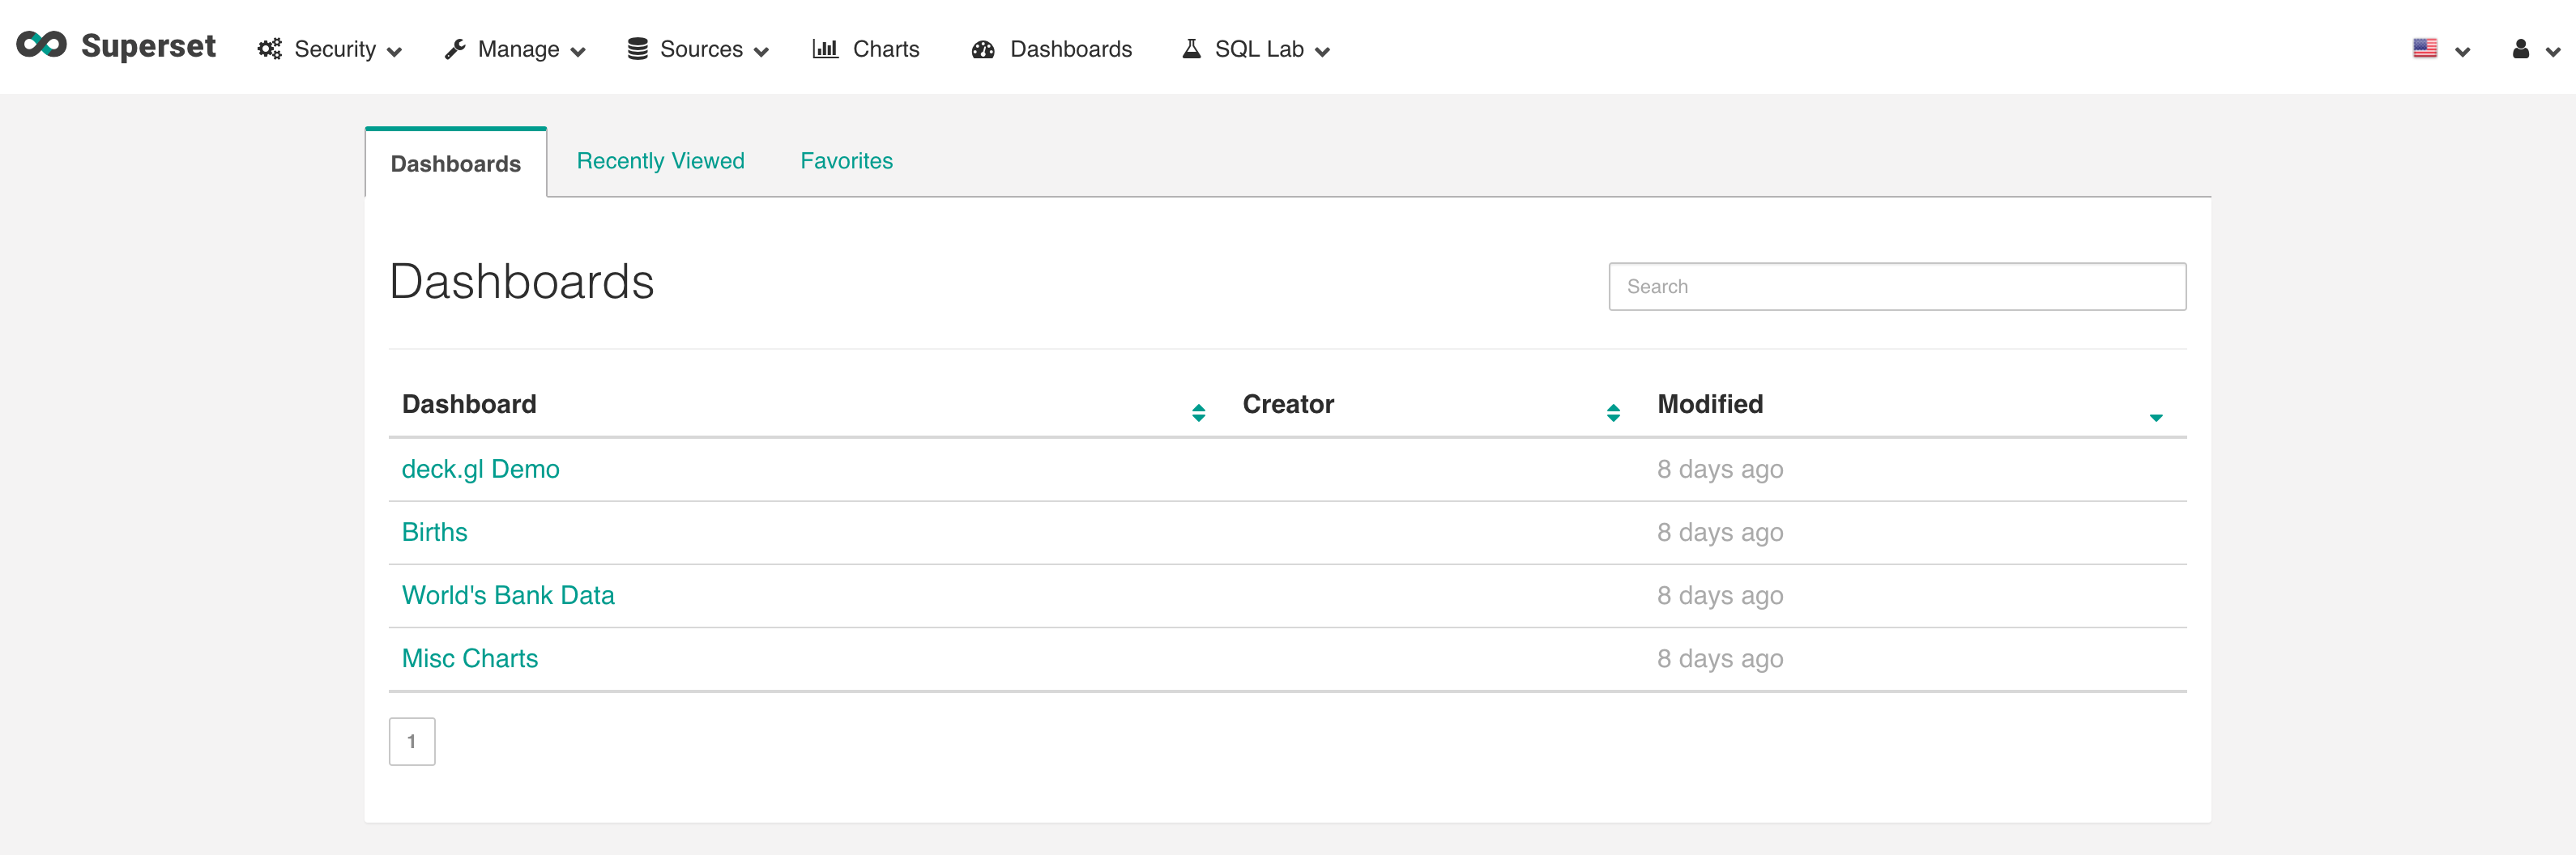 Superset Security Manage Sources Charts Dashboards SQL Lab
Dashboards Recently Viewed Favorites
Dashboards Search
Dashboard Creator Modified
deck.gl Demo 8 days ago
Births 8 days ago
World's Bank Data 8 days ago
Misc Charts 8 days ago
1